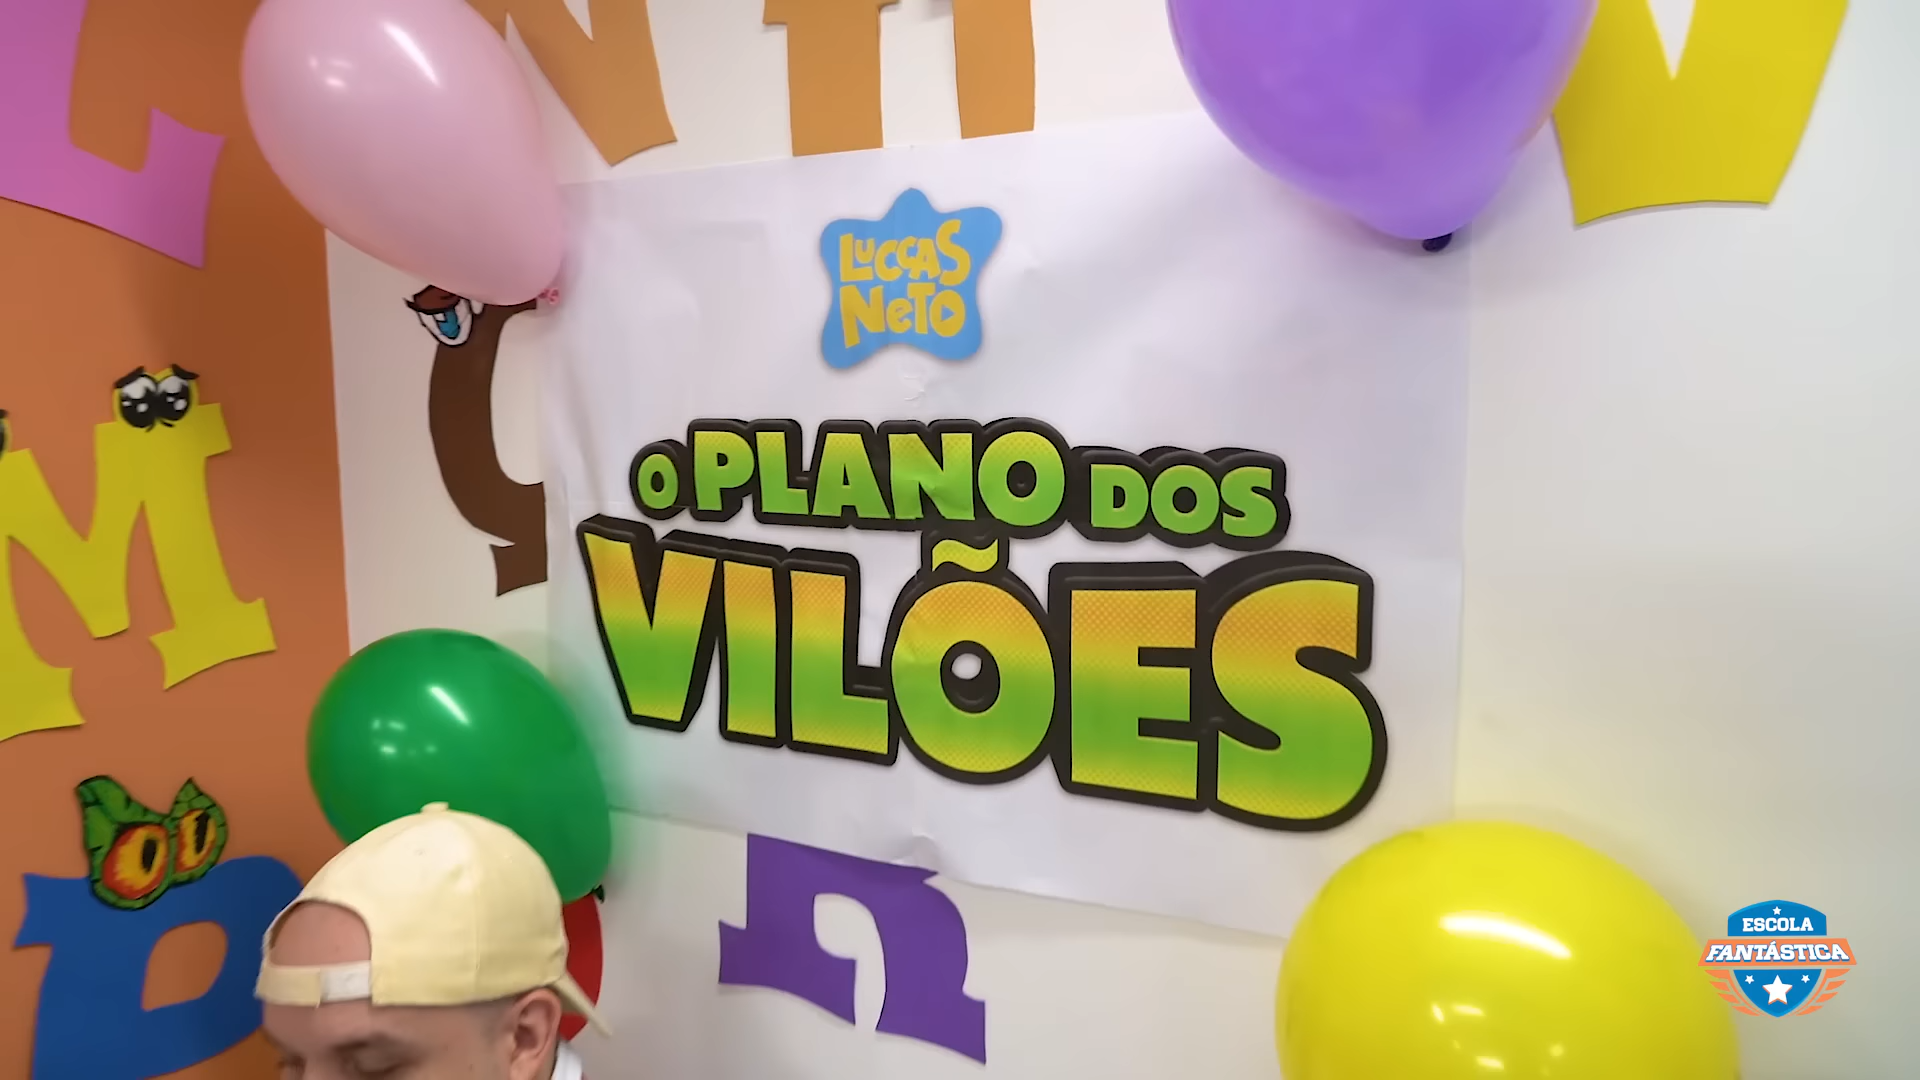 LUCCAS
NETO
O PLANO DOS
VILÕES
M
ESCOLA
FANTÁSTICA